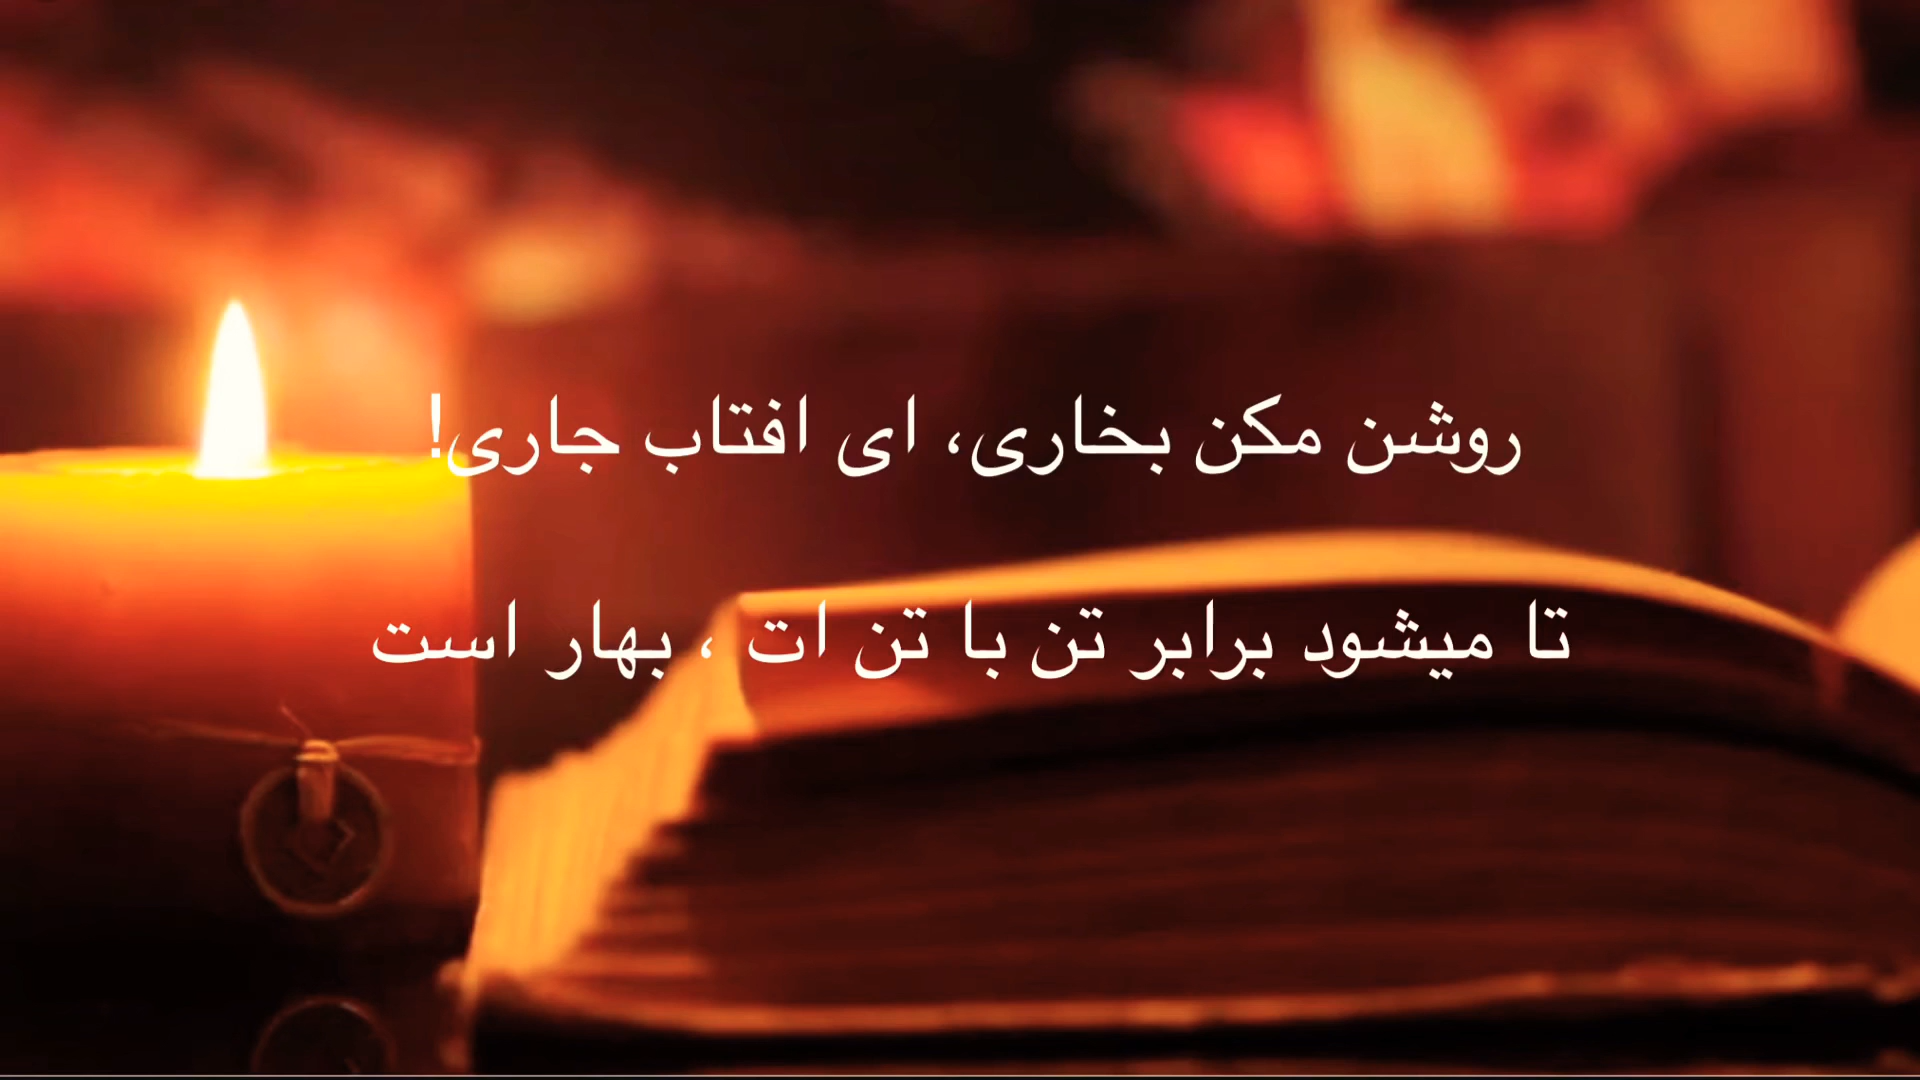 روشن مکن بخاری، ای افتاب جاری!
تا میشود برابر تن با تن ات ، بهار است